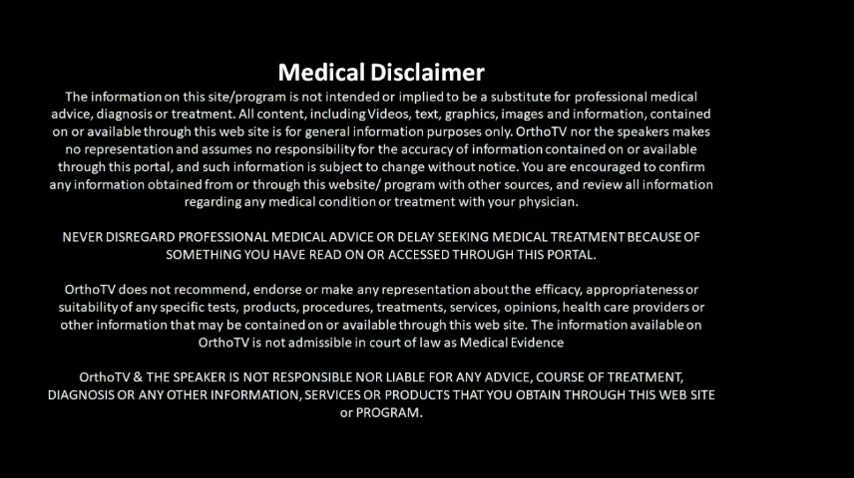 Medical Disclaimer
The information on this site/program is not intended or implied to be a substitute for professional medical
advice, diagnosis or treatment. All content, including Videos, text, graphics, images and information, contained
on or available through this web site is for general information purposes only. OrthoTV nor the speakers makes
no representation and assumes no responsibility for the accuracy of information contained on or available
through this portal, and such information is subject to change without notice. You are encouraged to confirm
any information obtained from or through this website/ program with other sources, and review all information
regarding any medical condition or treatment with your physician.
NEVER DISREGARD PROFESSIONAL MEDICAL ADVICE OR DELAY SEEKING MEDICAL TREATMENT BECAUSE OF
SOMETHING YOU HAVE READ ON OR ACCESSED THROUGH THIS PORTAL.
OrthoTV does not recommend, endorse or make any representation about the efficacy, appropriateness or
suitability of any specific tests, products, procedures, treatments, services, opinions, health care providers or
other information that may be contained on or available through this web site. The information available on
OrthoTV is not admissible in court of law as Medical Evidence
OrthoTV & THE SPEAKER IS NOT RESPONSIBLE NOR LIABLE FOR ANY ADVICE, COURSE OF TREATMENT,
DIAGNOSIS OR ANY OTHER INFORMATION, SERVICES OR PRODUCTS THAT YOU OBTAIN THROUGH THIS WEB SITE
or PROGRAM.